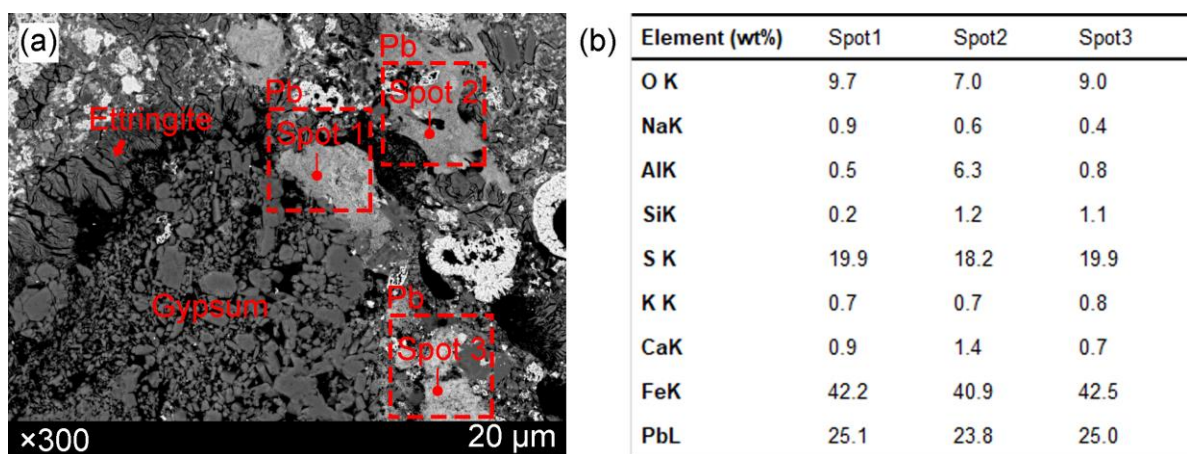 (a)
Pb
Pb
Spot 2
Ettringite
Spot 1
Gypsum
Pb
Spot 3
×300
20 µm
(b)
Element (wt%) Spot1 Spot2 Spot3
O K 9.7 7.0 9.0
NaK 0.9 0.6 0.4
AlK 0.5 6.3 0.8
SiK 0.2 1.2 1.1
S K 19.9 18.2 19.9
K K 0.7 0.7 0.8
CaK 0.9 1.4 0.7
FeK 42.2 40.9 42.5
PbL 25.1 23.8 25.0